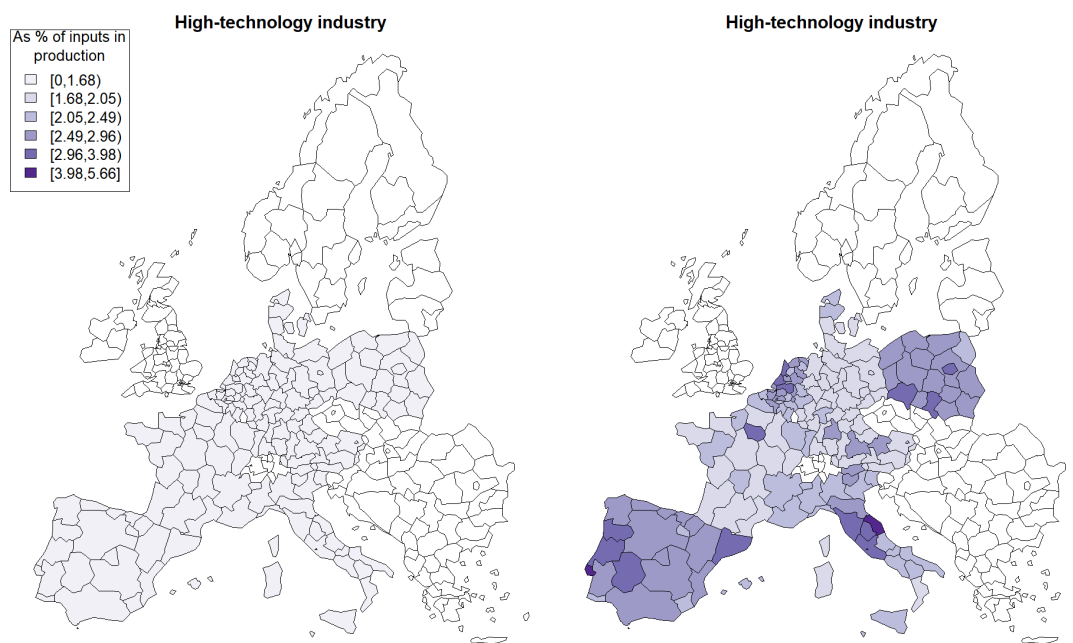 High-technology industry
High-technology industry
As % of inputs in
production
[0,1.68)
[1.68,2.05)
[2.05,2.49)
[2.49,2.96)
[2.96,3.98)
[3.98,5.66]